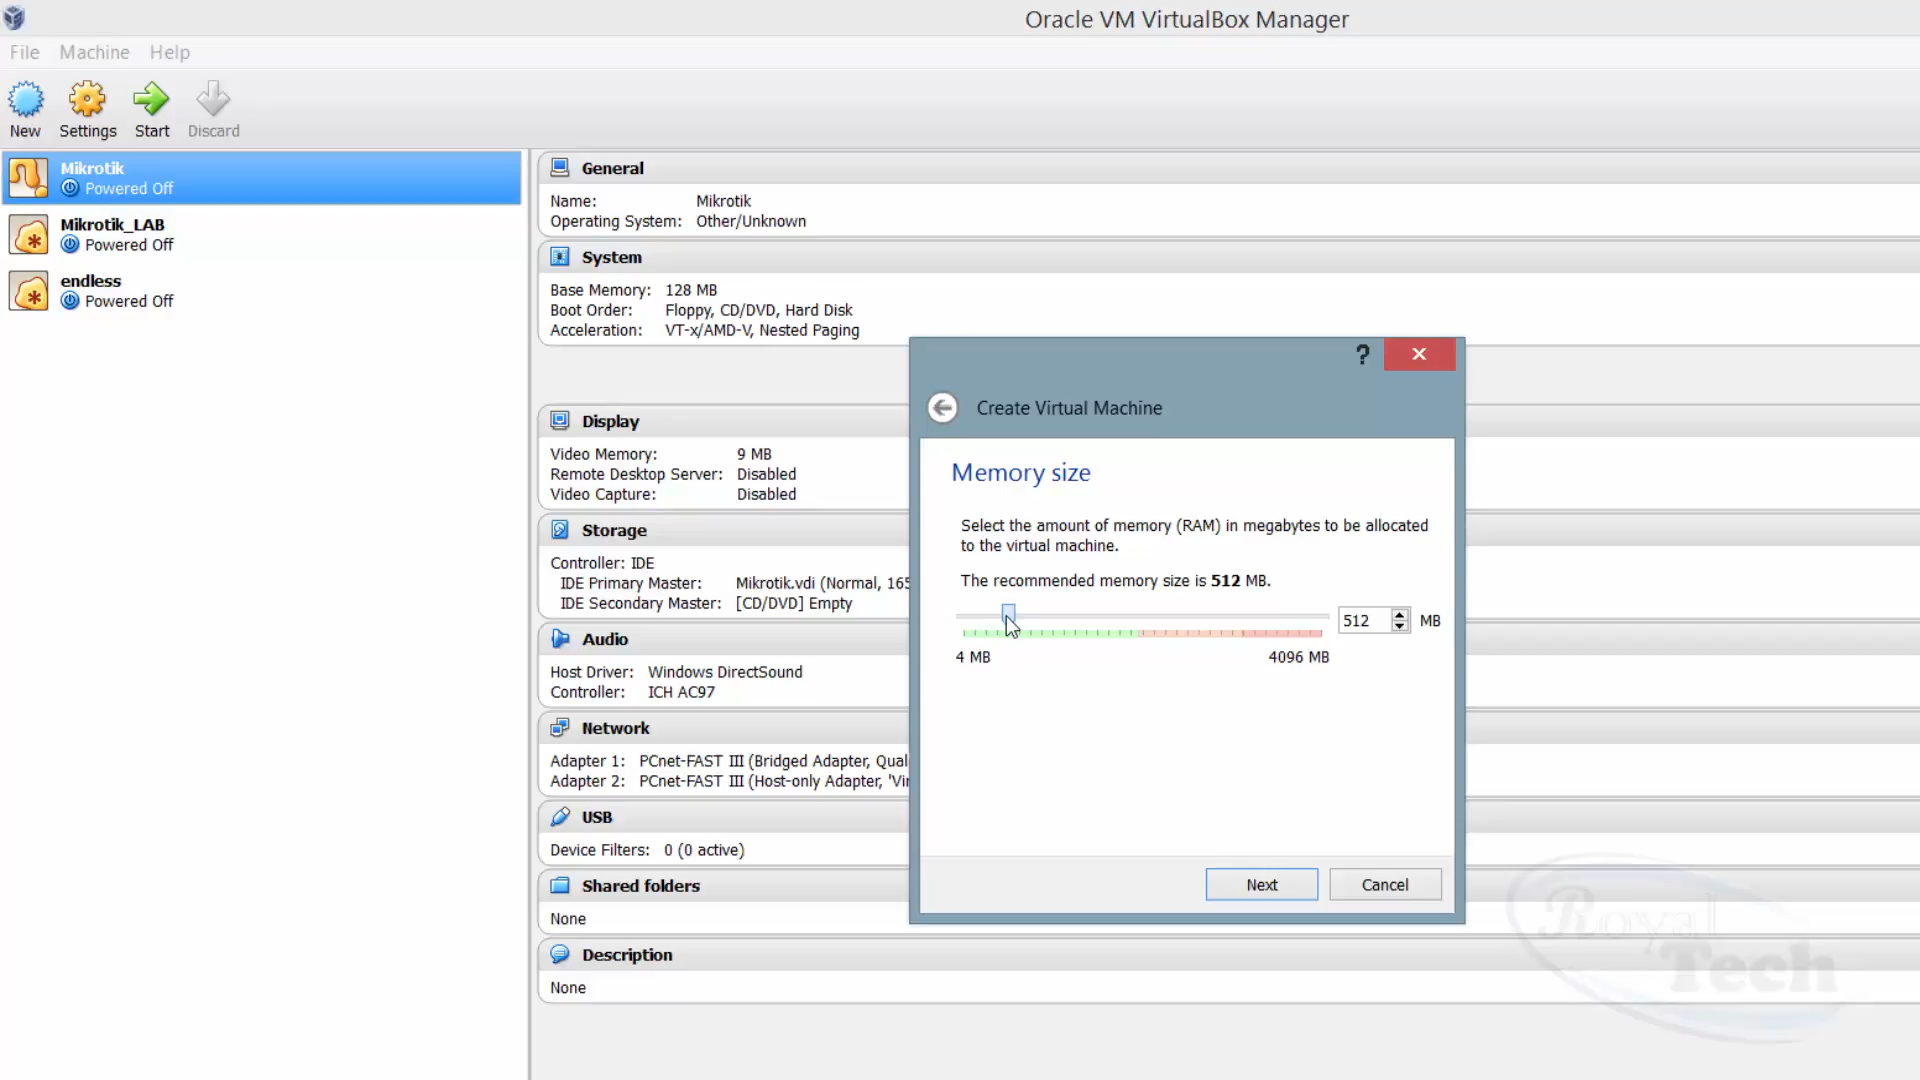 Oracle VM VirtualBox Manager
File Machine Help
New Settings Start Discard
Mikrotik
Powered Off
Mikrotik_LAB
Powered Off
endless
Powered Off
General
Name: Mikrotik
Operating System: Other/Unknown
System
Base Memory: 128 MB
Boot Order: Floppy, CD/DVD, Hard Disk
Acceleration: VT-x/AMD-V, Nested Paging
Display
Video Memory: 9 MB
Remote Desktop Server: Disabled
Video Capture: Disabled
Storage
Controller: IDE
IDE Primary Master: Mikrotik.vdi (Normal, 165
IDE Secondary Master: [CD/DVD] Empty
Audio
Host Driver: Windows DirectSound
Controller: ICH AC97
Network
Adapter 1: PCnet-FAST III (Bridged Adapter, Qual
Adapter 2: PCnet-FAST III (Host-only Adapter, 'Vir
USB
Device Filters: 0 (0 active)
Shared folders
None
Description
None
?
Create Virtual Machine
Memory size
Select the amount of memory (RAM) in megabytes to be allocated
to the virtual machine.
The recommended memory size is 512 MB.
512 MB
4 MB 4096 MB
Next Cancel
Royal
Tech